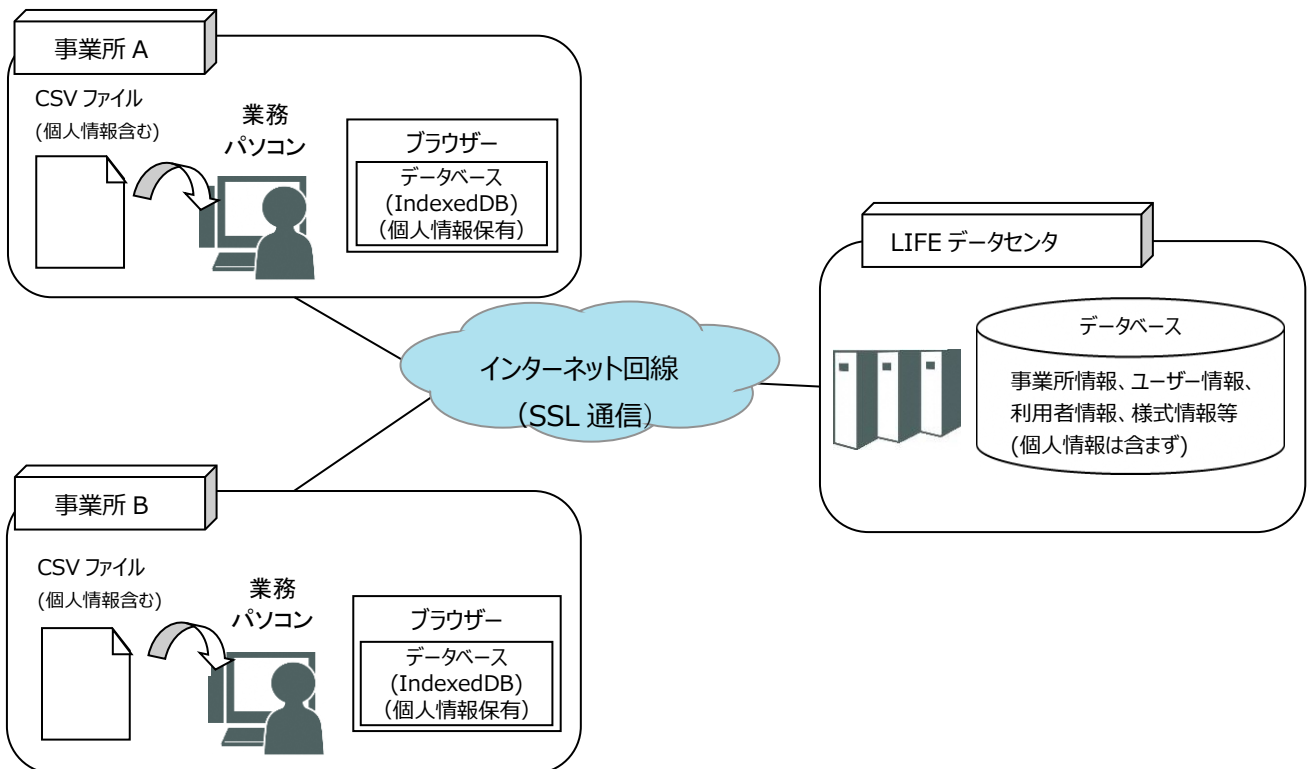 事業所 A
CSV ファイル
(個人情報含む)
業務
パソコン
ブラウザー
データベース
(IndexedDB)
(個人情報保有)
インターネット回線
(SSL 通信)
LIFE データセンタ
データベース
事業所情報、ユーザー情報、
利用者情報、様式情報等
(個人情報は含まず)
事業所 B
CSV ファイル
(個人情報含む)
業務
パソコン
ブラウザー
データベース
(IndexedDB)
(個人情報保有)